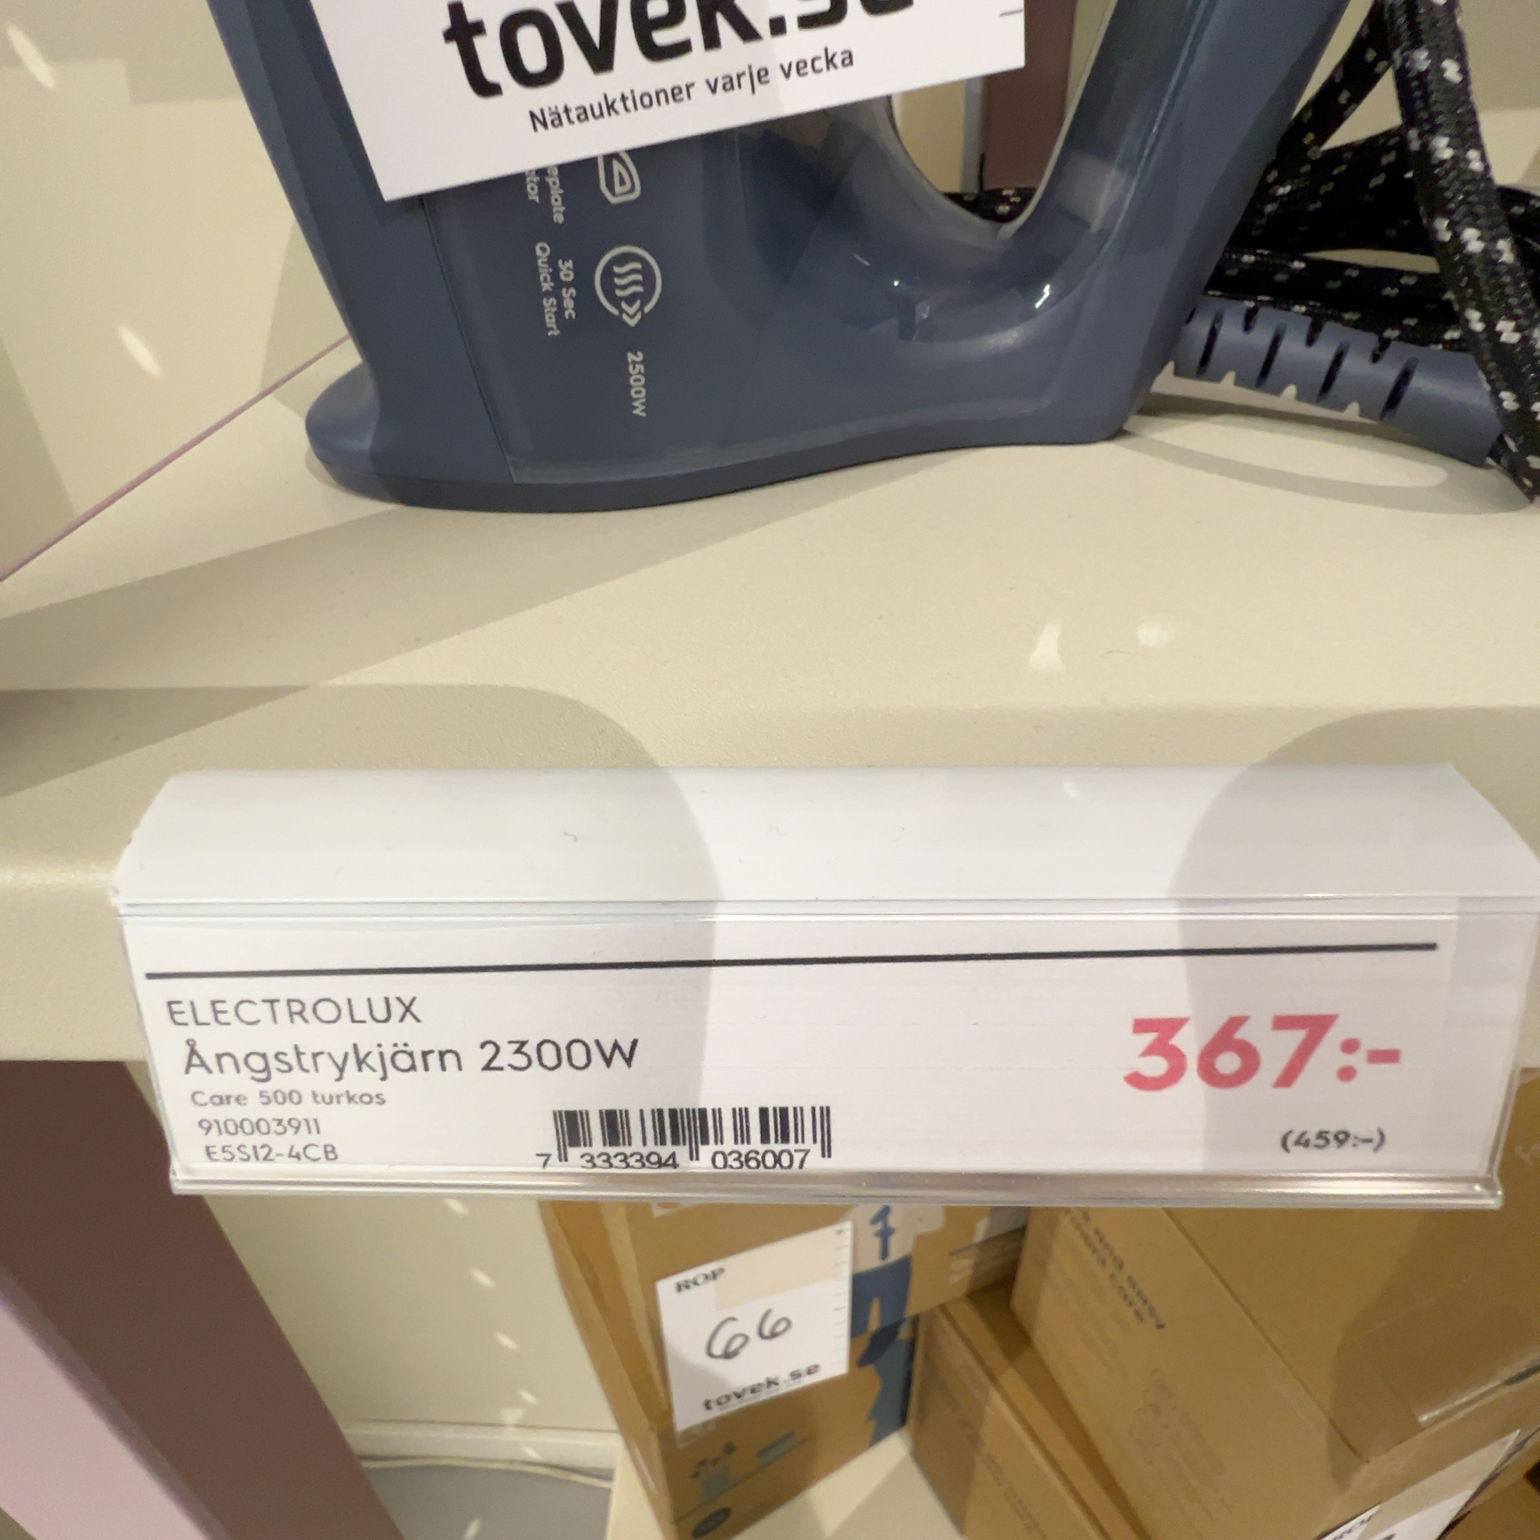 tovek.se
Nätauktioner varje vecka
30 Sec
Quick Start
2500W
ELECTROLUX
Ångstrykjärn 2300W
Care 500 turkos
910003911
E5SI2-4CB
7 333394 036007
367:-
(459:-)
ROP
66
tovek.se